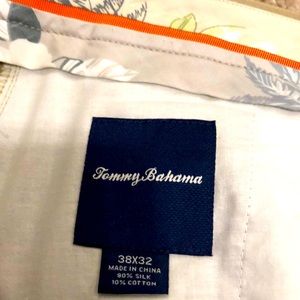 Tommy Bahama
38X32
MADE IN CHINA
90% SILK
10% COTTON